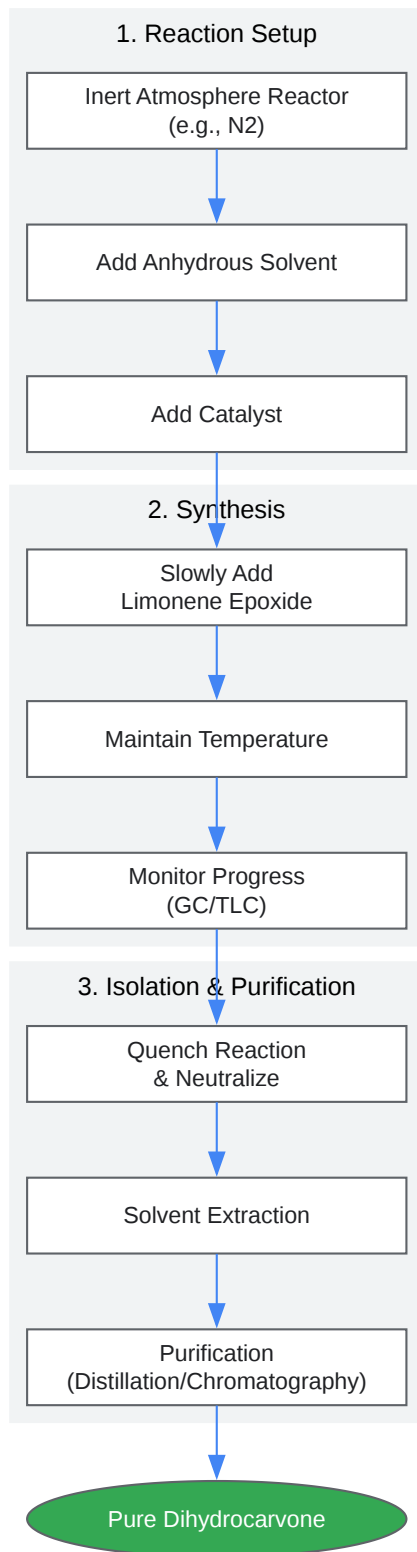 1. Reaction Setup
Inert Atmosphere Reactor
(e.g., N2)
Add Anhydrous Solvent
Add Catalyst
2. Synthesis
Slowly Add
Limonene Epoxide
Maintain Temperature
Monitor Progress
(GC/TLC)
3. Isolation & Purification
Quench Reaction
& Neutralize
Solvent Extraction
Purification
(Distillation/Chromatography)
Pure Dihydrocarvone